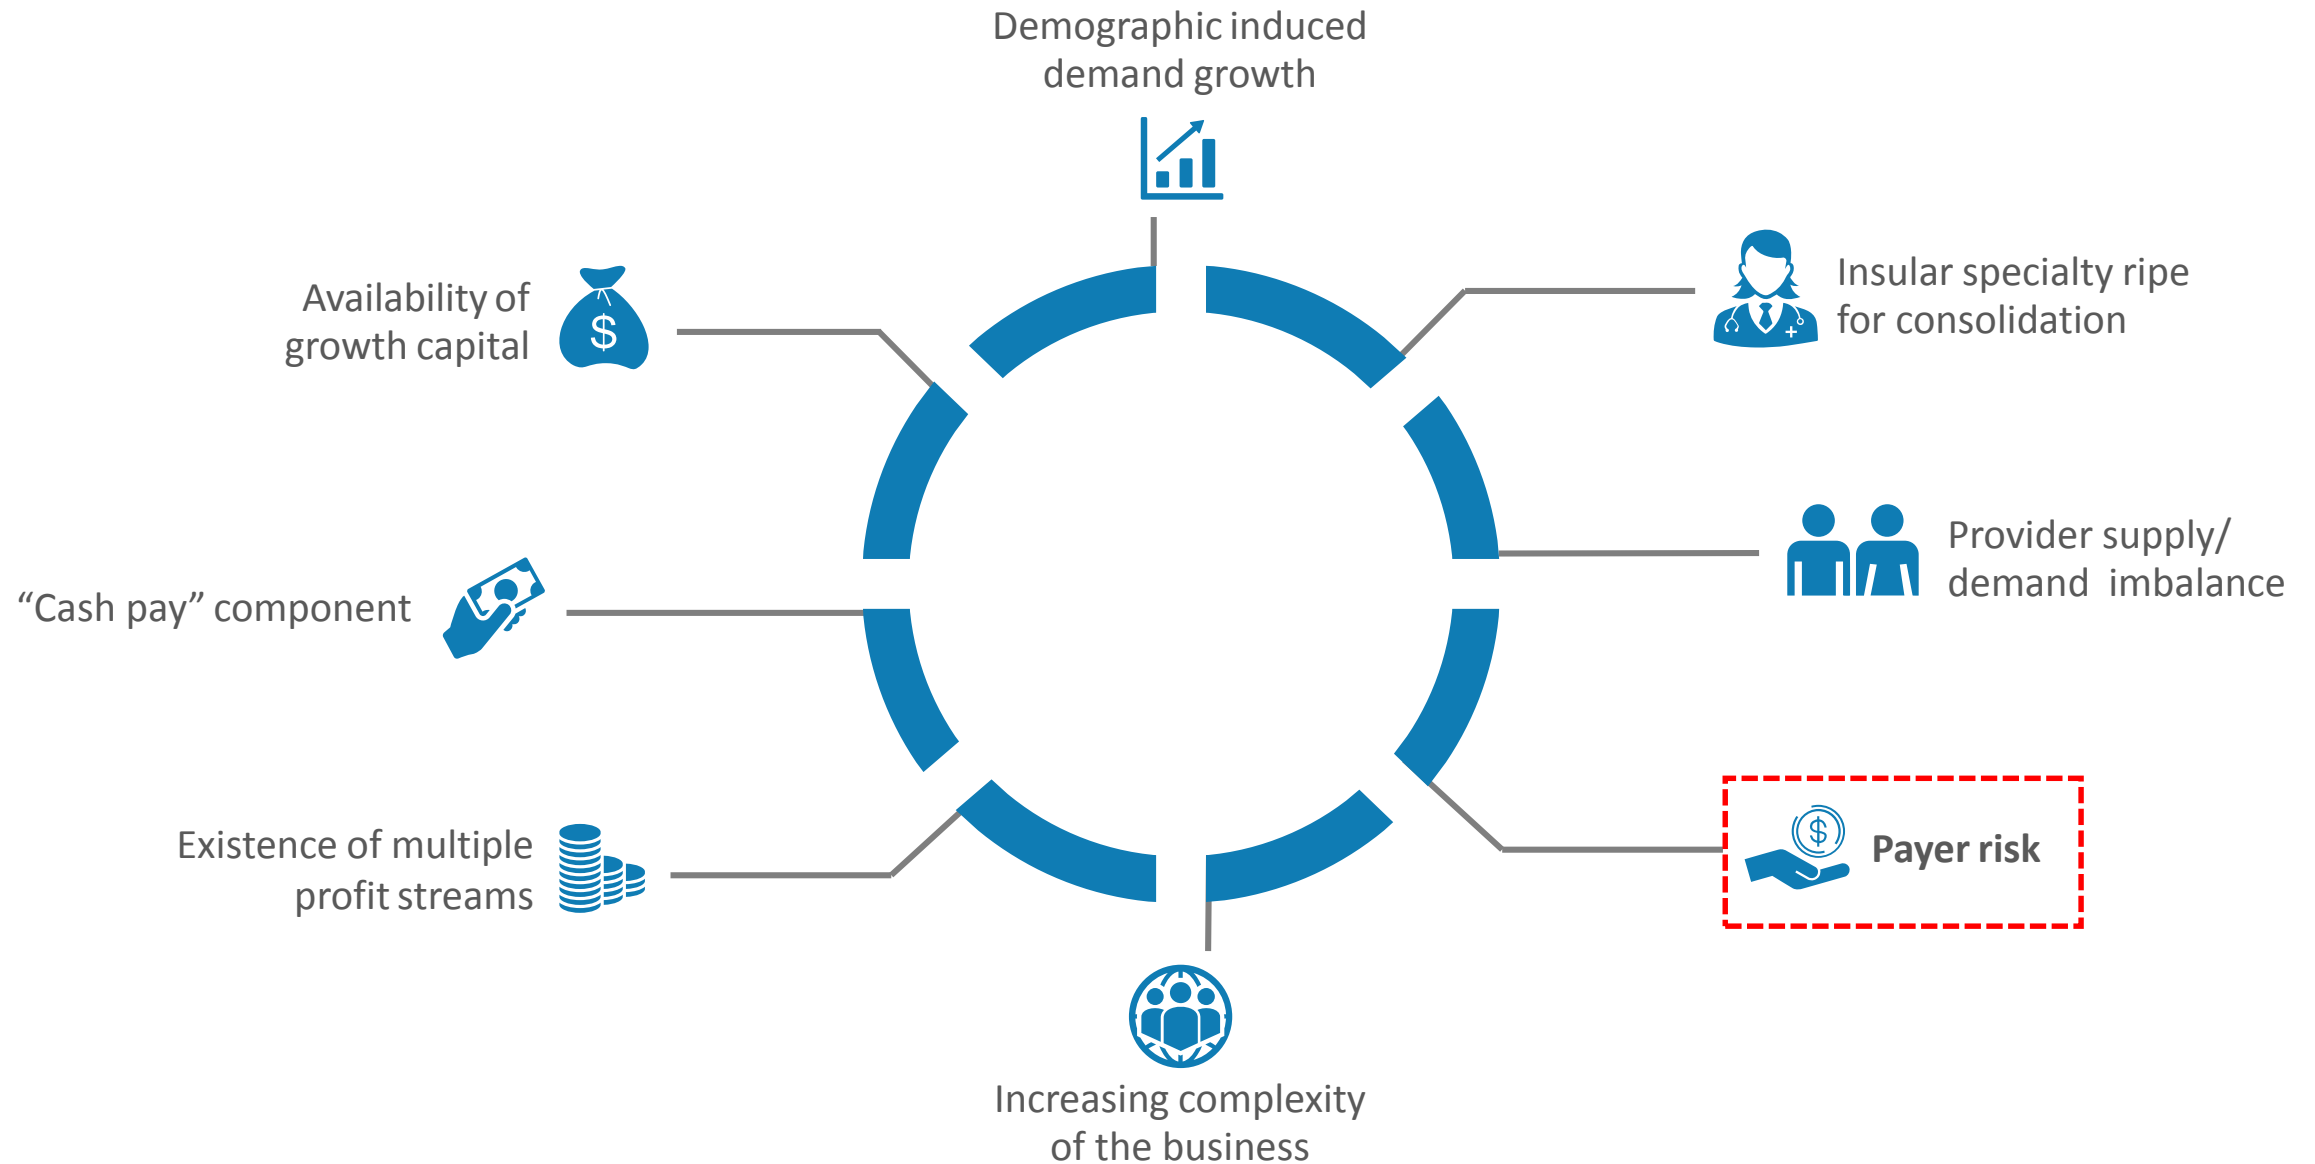 Demographic induced
demand growth
Insular specialty ripe
for consolidation
Provider supply/
demand  imbalance
Payer risk
Increasing complexity
of the business
Existence of multiple
profit streams
“Cash pay” component
Availability of
growth capital
$
$